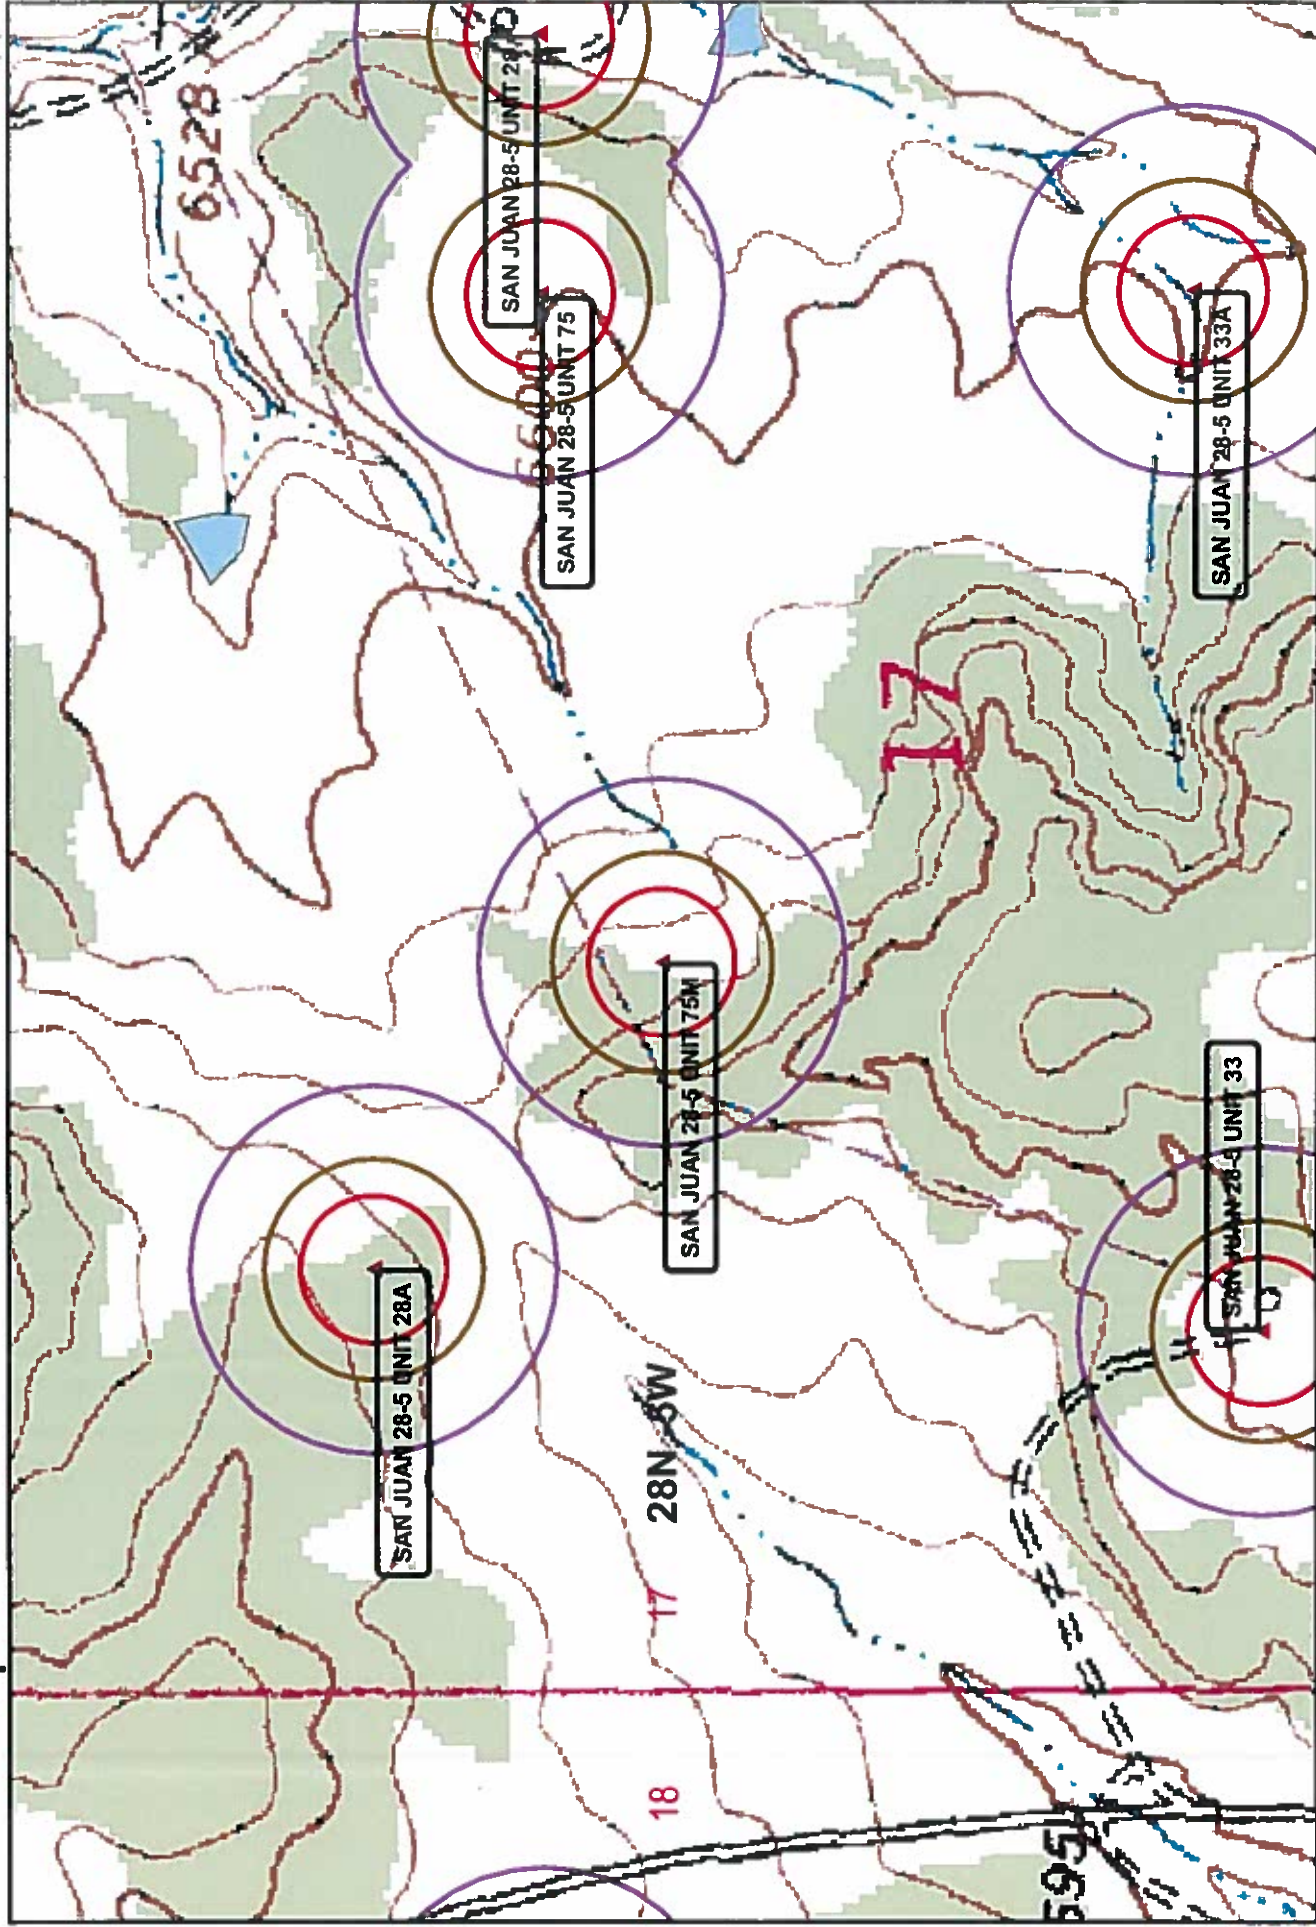 6528
SAN JUAN 28-5 UNIT 28A
SAN JUAN 28-5 UNIT
6600
SAN JUAN 28-5 UNIT 75
18
17
28N 5W
SAN JUAN 28-5 UNIT 75M
17
SAN JUAN 28-5 UNIT 33
SAN JUAN 28-5 UNIT 33A